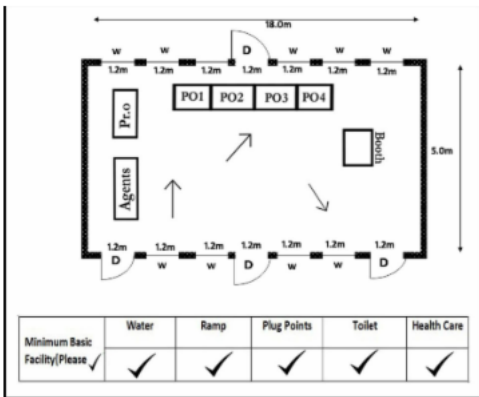 18.0m
W W D W W W
1.2m 1.2m 1.2m 1.2m 1.2m 1.2m 1.2m
PO1 PO2 PO3 PO4
Pr.o
Booth
5.0m
Agents
1.2m 1.2m 1.2m 1.2m 1.2m 1.2m 1.2m
D W W D W W D
Water Ramp Plug Points Toilet Health Care
Minimum Basic
Facility(Please ✓ ✓ ✓ ✓ ✓ ✓